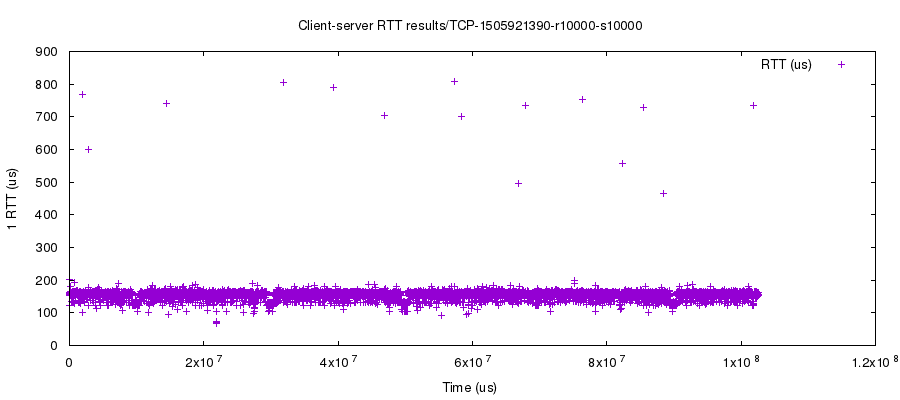 Client-server RTT results/TCP-1505921390-r10000-s10000
900
800
700
600
500
400
300
200
100
0
1 RTT (us)
RTT (us)
0
2x10^7
4x10^7
6x10^7
8x10^7
1x10^8
1.2x10^8
Time (us)